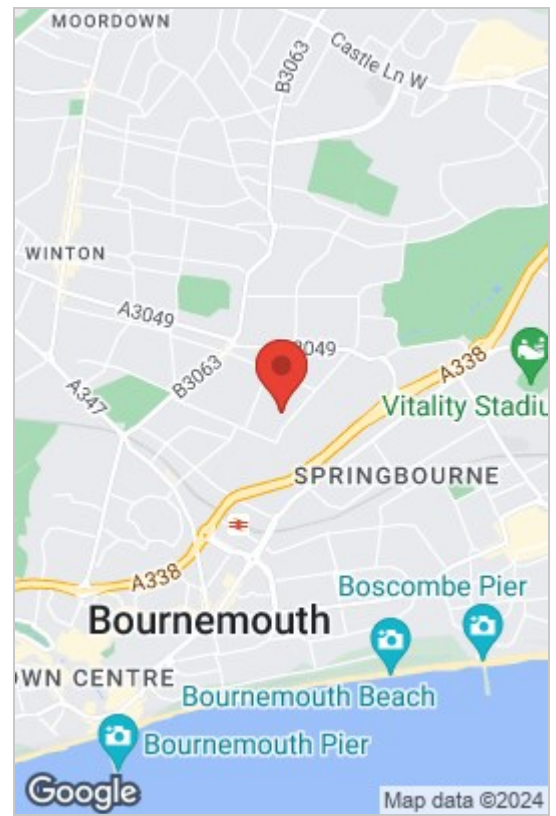 MOORDOWN
B3063
Castle Ln W
WINTON
A3049
3049
A338
B3063
A347
Vitality Stadiu
SPRINGBOURNE
A338
Boscombe Pier
Bournemouth
OWN CENTRE
Bournemouth Beach
Bournemouth Pier
Google
Map data ©2024